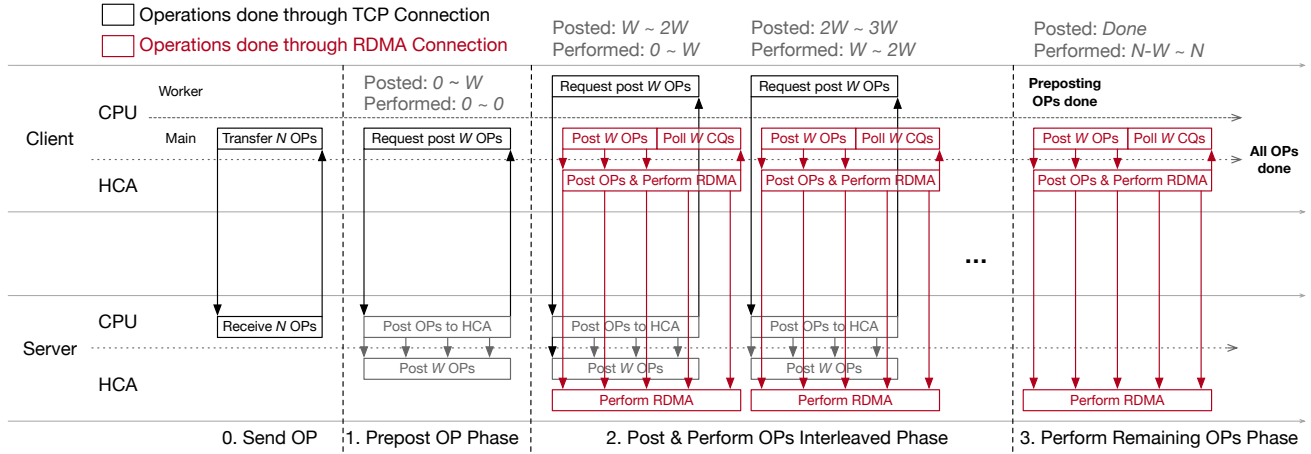 Operations done through TCP Connection
Operations done through RDMA Connection
Posted: W ~ 2W
Performed: 0 ~ W
Posted: 2W ~ 3W
Performed: W ~ 2W
Posted: Done
Performed: N-W ~ N
Posted: 0 ~ W
Performed: 0 ~ 0
Client
CPU
Worker
Main
HCA
Request post W OPs
Request post W OPs
Preposting
OPs done
Transfer N OPs
Request post W OPs
Post W OPs
Poll W CQs
Post W OPs
Poll W CQs
Post W OPs
Poll W CQs
All OPs
done
Post OPs & Perform RDMA
Post OPs & Perform RDMA
Post OPs & Perform RDMA
...
Server
CPU
HCA
Receive N OPs
Post OPs to HCA
Post OPs to HCA
Post OPs to HCA
Post W OPs
Post W OPs
Post W OPs
Perform RDMA
Perform RDMA
Perform RDMA
0. Send OP
1. Prepost OP Phase
2. Post & Perform OPs Interleaved Phase
3. Perform Remaining OPs Phase